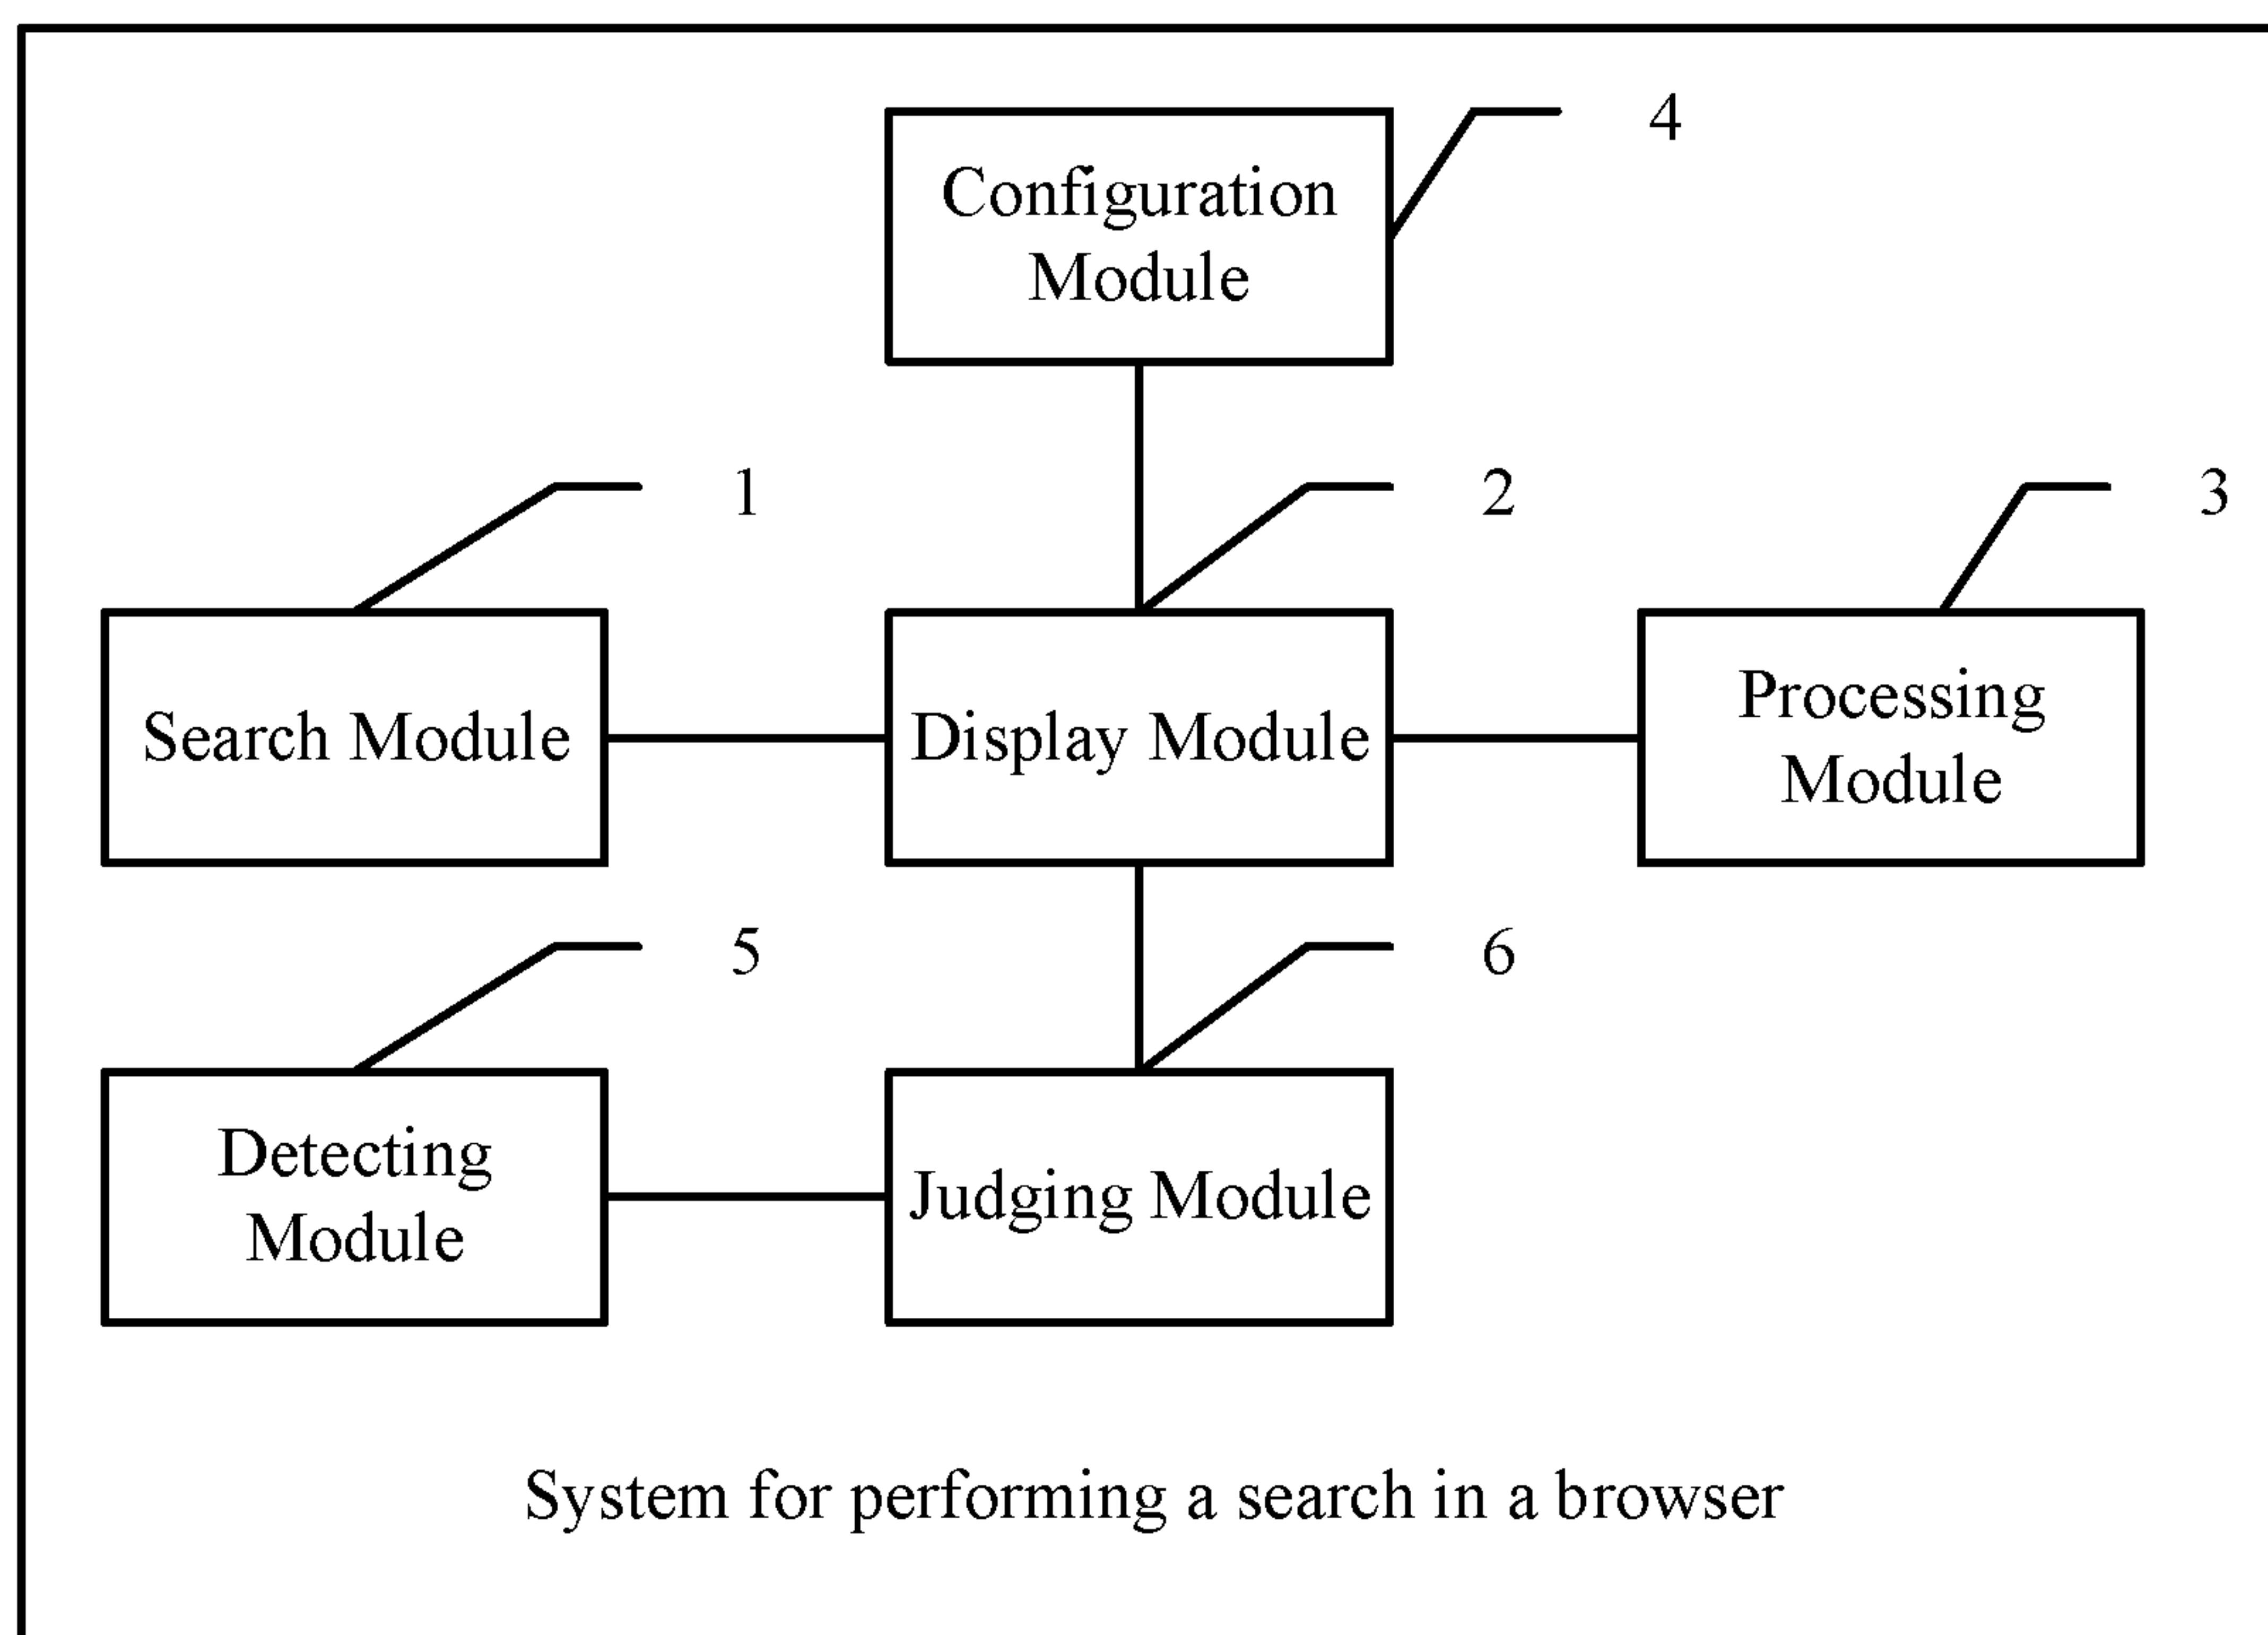 4
Configuration
Module
1
2
3
Search Module
Display Module
Processing
Module
5
6
Detecting
Module
Judging Module
System for performing a search in a browser